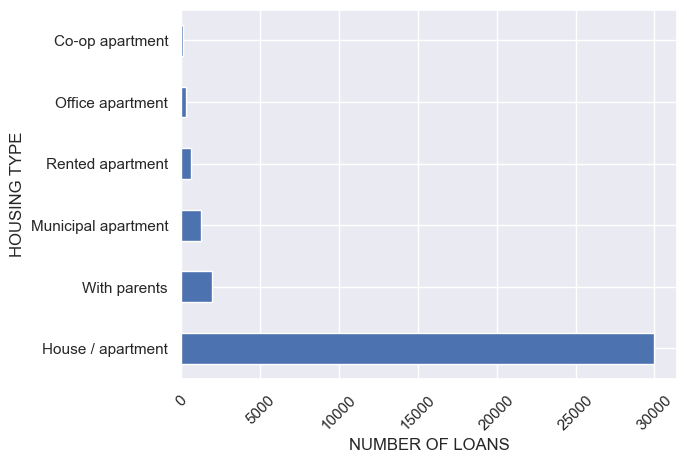 Co-op apartment
Office apartment
Rented apartment
Municipal apartment
With parents
House / apartment
HOUSING TYPE
0
5000
10000
15000
20000
25000
30000
NUMBER OF LOANS